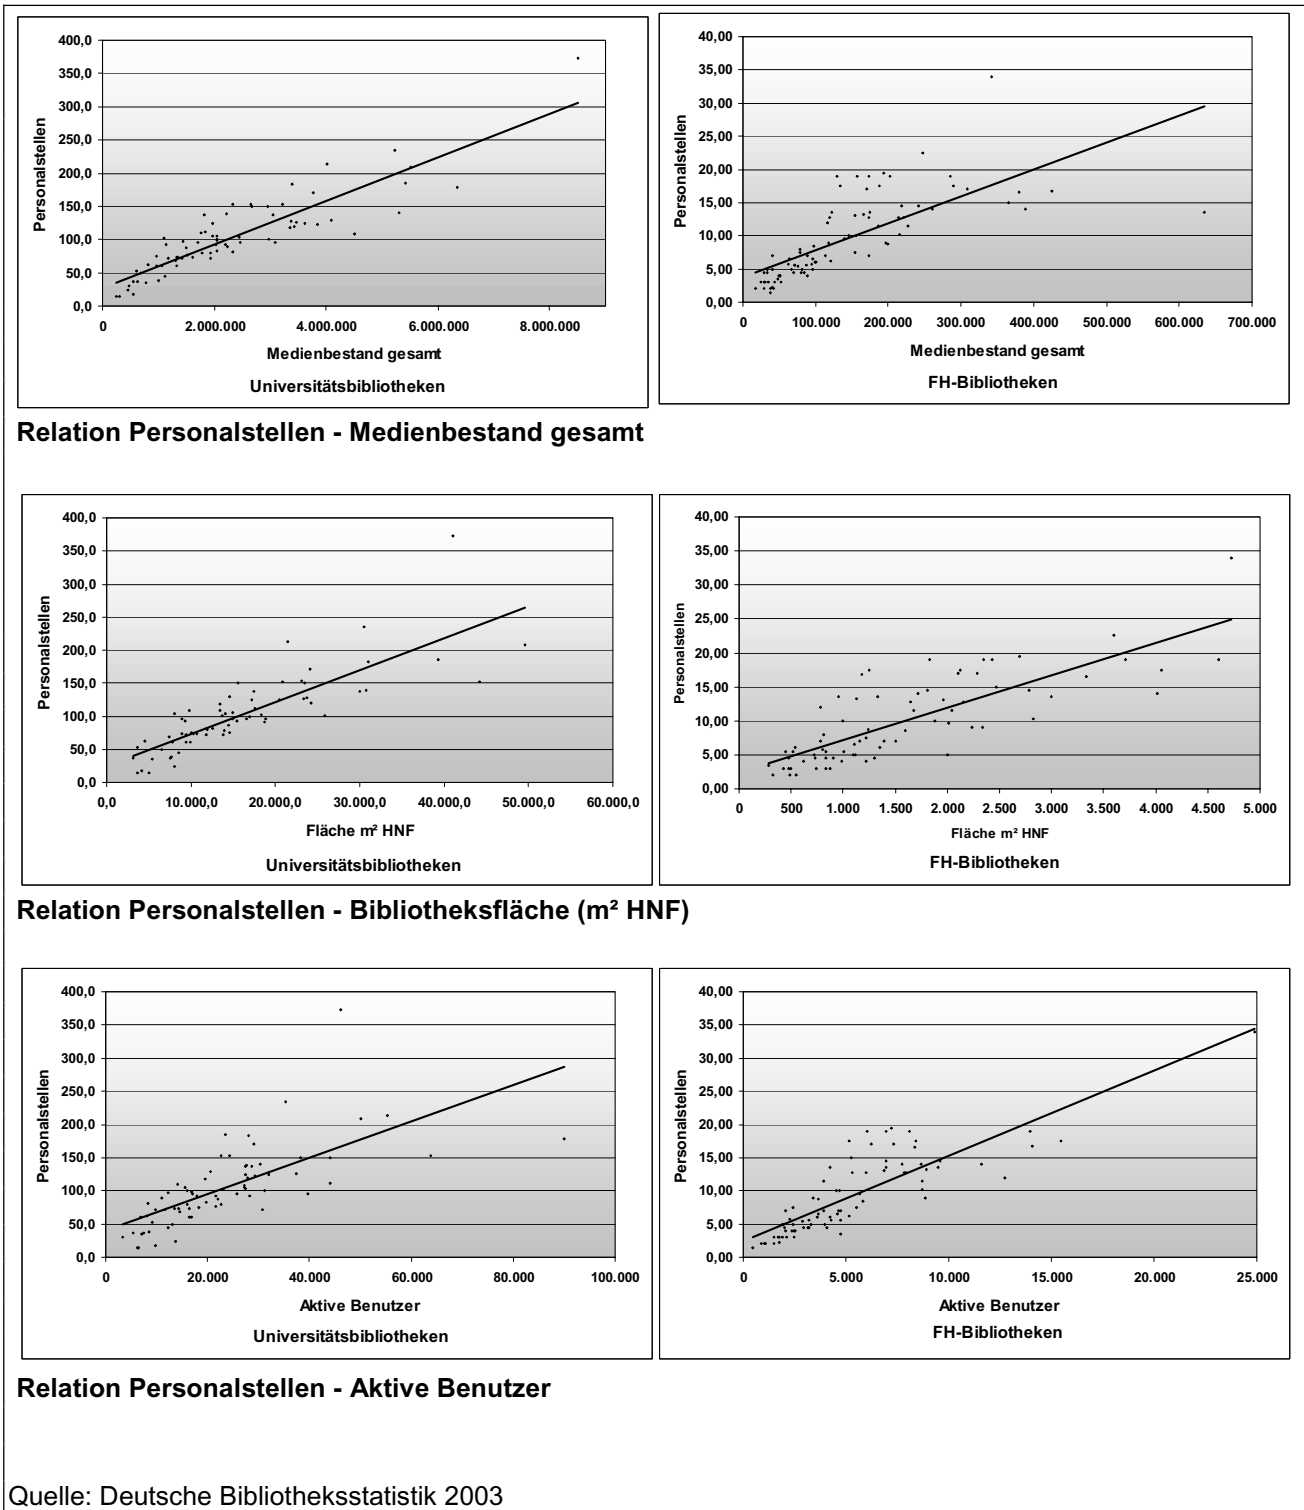 400,0
350,0
300,0
250,0
200,0
150,0
100,0
50,0
0,0
Personalstellen
0 2.000.000 4.000.000 6.000.000 8.000.000
Medienbestand gesamt
Universitätsbibliotheken
40,00
35,00
30,00
25,00
20,00
15,00
10,00
5,00
0,00
Personalstellen
0 100.000 200.000 300.000 400.000 500.000 600.000 700.000
Medienbestand gesamt
FH-Bibliotheken
Relation Personalstellen - Medienbestand gesamt
400,0
350,0
300,0
250,0
200,0
150,0
100,0
50,0
0,0
Personalstellen
0,0 10.000,0 20.000,0 30.000,0 40.000,0 50.000,0 60.000,0
Fläche m² HNF
Universitätsbibliotheken
40,00
35,00
30,00
25,00
20,00
15,00
10,00
5,00
0,00
Personalstellen
0 500 1.000 1.500 2.000 2.500 3.000 3.500 4.000 4.500 5.000
Fläche m² HNF
FH-Bibliotheken
Relation Personalstellen - Bibliotheksfläche (m² HNF)
400,0
350,0
300,0
250,0
200,0
150,0
100,0
50,0
0,0
Personalstellen
0 20.000 40.000 60.000 80.000 100.000
Aktive Benutzer
Universitätsbibliotheken
40,00
35,00
30,00
25,00
20,00
15,00
10,00
5,00
0,00
Personalstellen
0 5.000 10.000 15.000 20.000 25.000
Aktive Benutzer
FH-Bibliotheken
Relation Personalstellen - Aktive Benutzer
Quelle: Deutsche Bibliotheksstatistik 2003